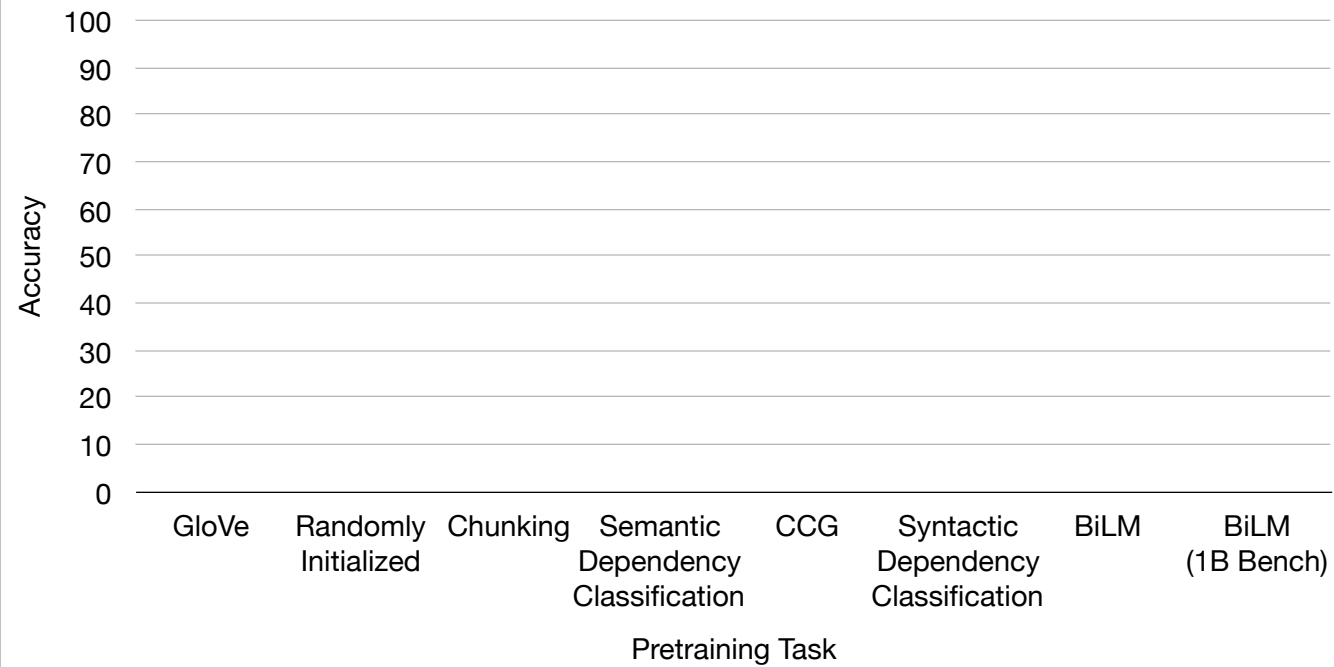 100
90
80
70
60
50
40
30
20
10
0
Accuracy
GloVe
Randomly
Initialized
Chunking
Semantic
Dependency
Classification
CCG
Syntactic
Dependency
Classification
BiLM
BiLM
(1B Bench)
Pretraining Task